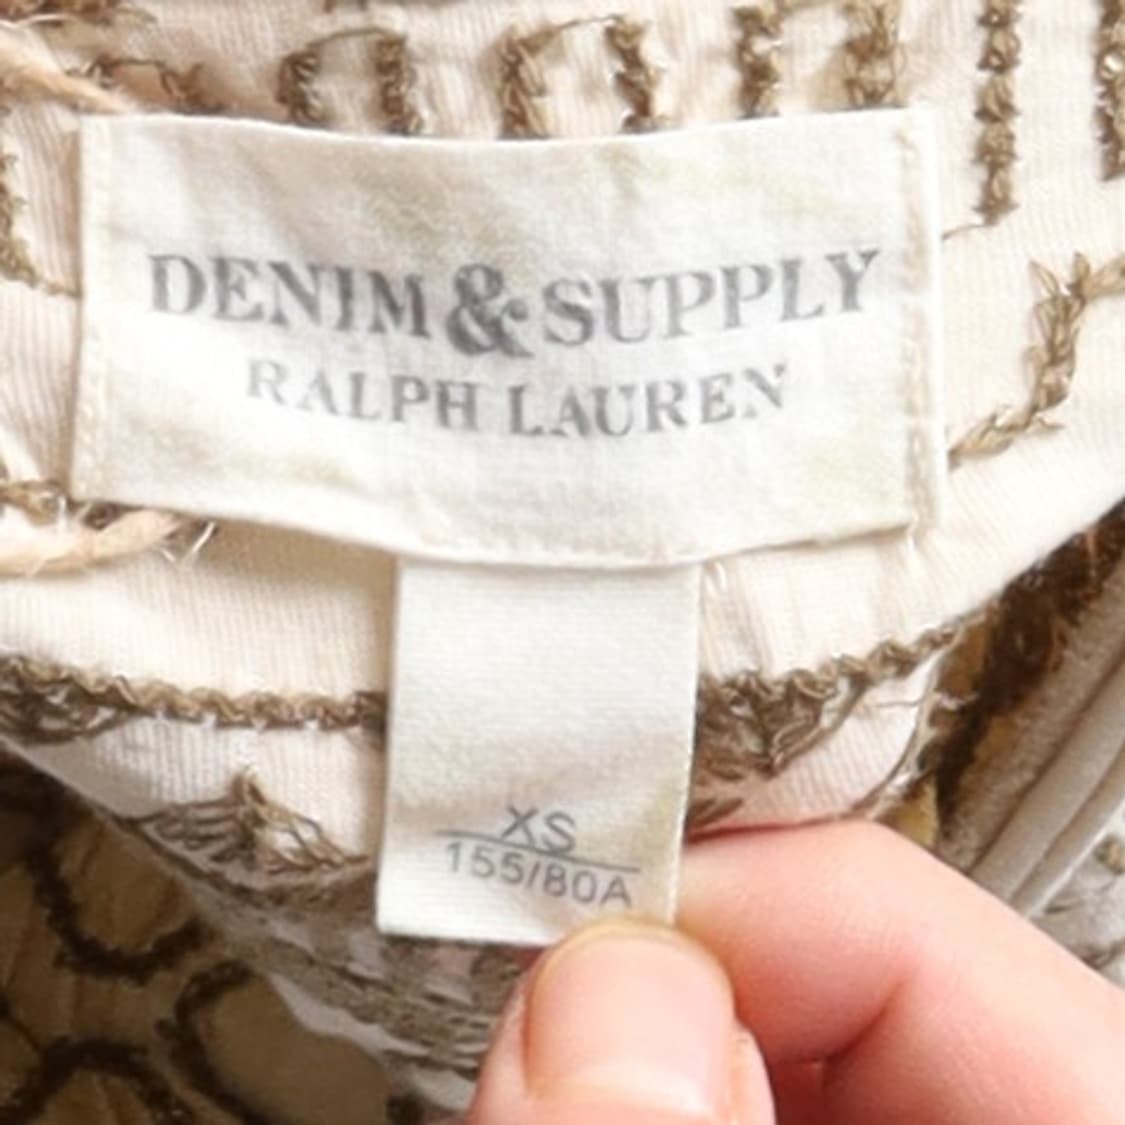 DENIM & SUPPLY
RALPH LAUREN
XS
155/80A